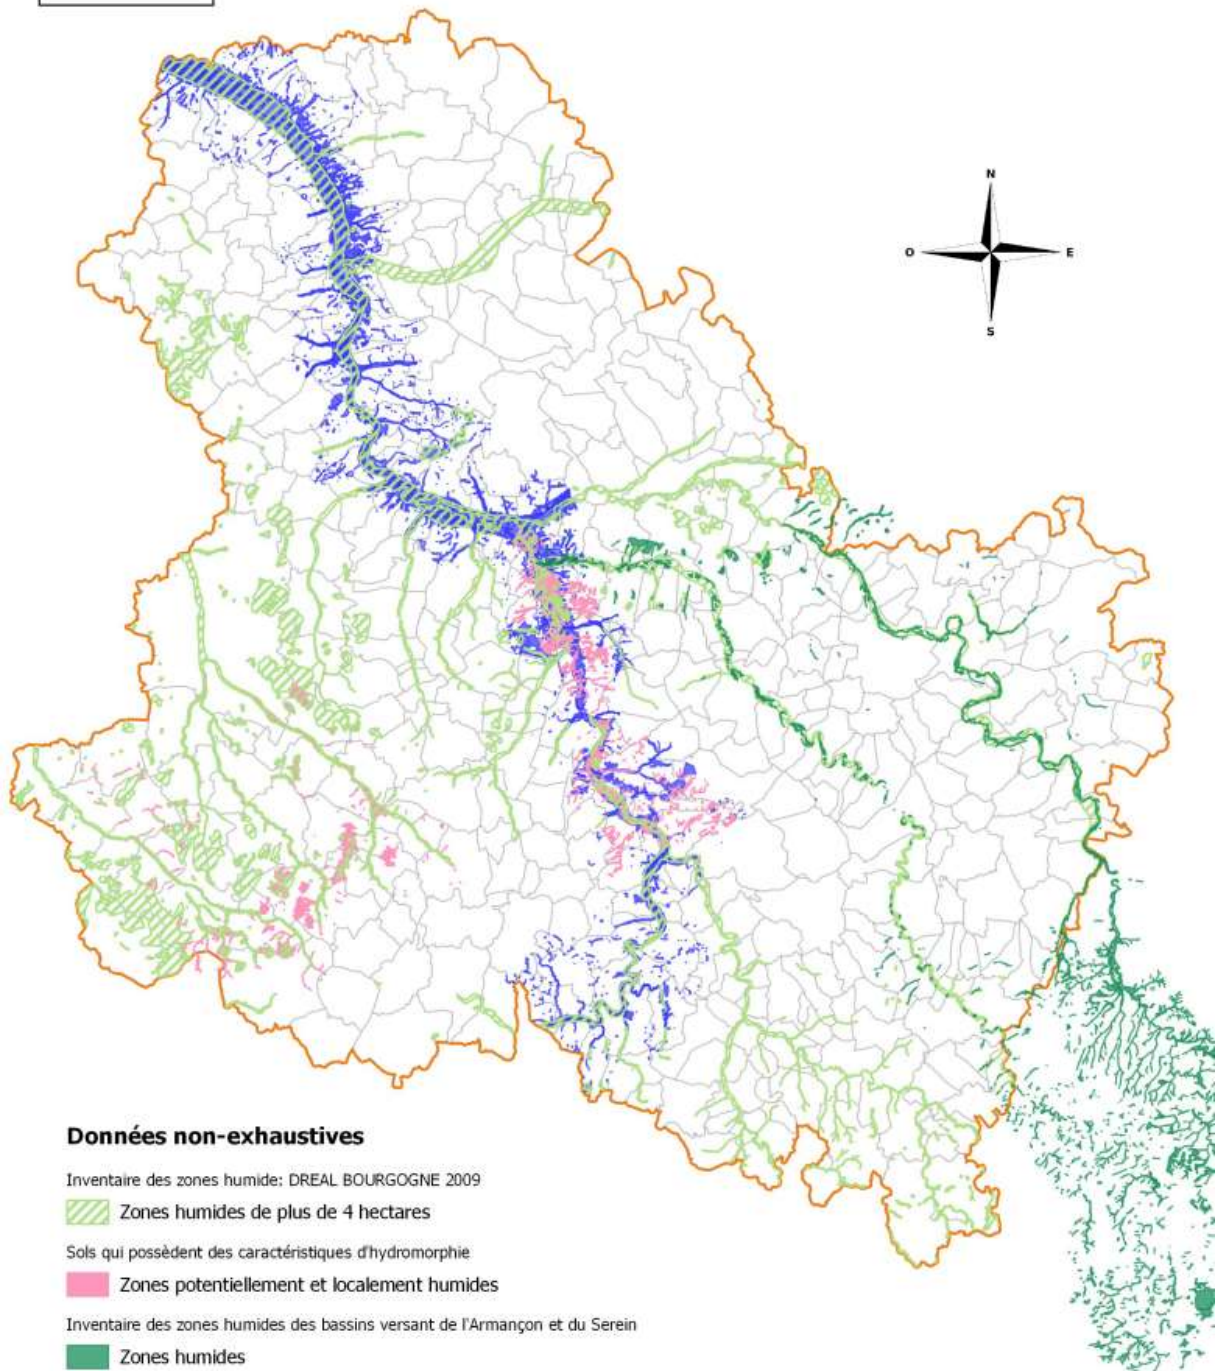 N
O
E
S
Données non-exhaustives
Inventaire des zones humide: DREAL BOURGOGNE 2009
Zones humides de plus de 4 hectares
Sols qui possèdent des caractéristiques d'hydromorphie
Zones potentiellement et localement humides
Inventaire des zones humides des bassins versant de l'Armançon et du Serein
Zones humides